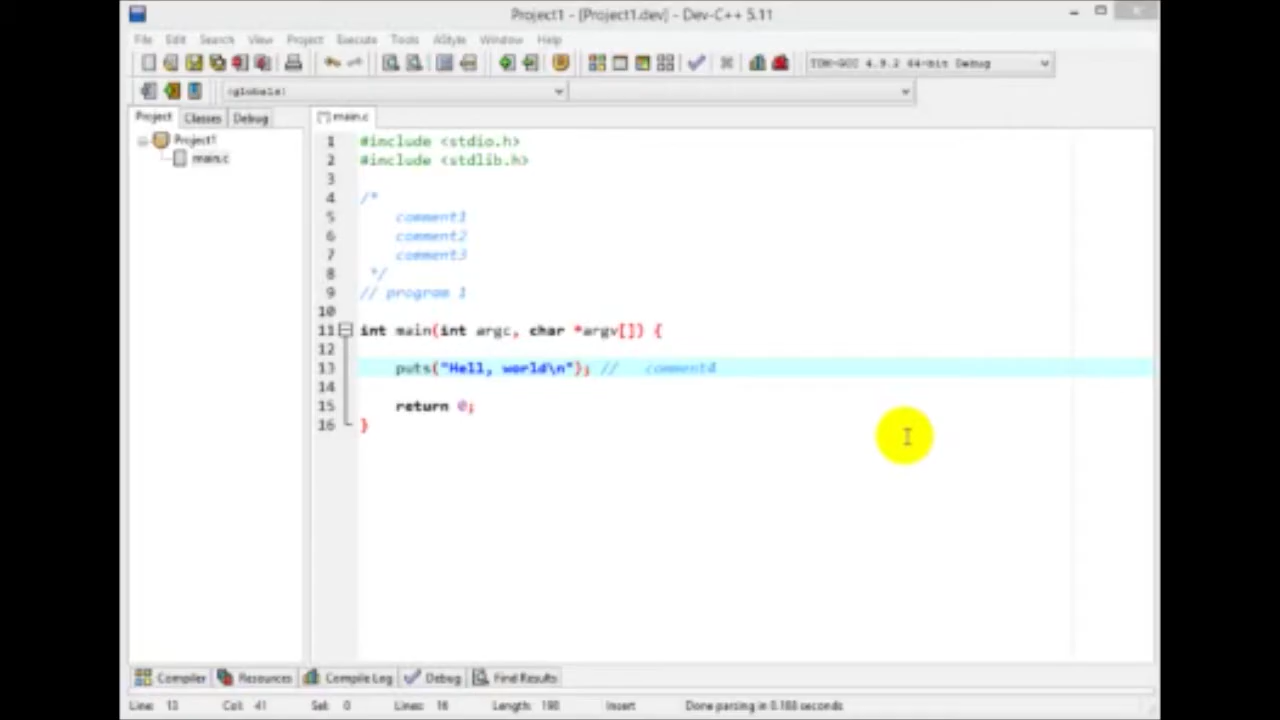 Project1 - [Project1.dev] - Dev-C++ 5.11
File Edit Search View Project Execute Tools AStyle Window Help
TDM-GCC 4.9.2 64-bit Debug
(globals)
Project Classes Debug
[*] main.c
Project1
main.c
1 #include <stdio.h>
2 #include <stdlib.h>
3
4 /*
5 comment1
6 comment2
7 comment3
8 */
9 // program 1
10
11 int main(int argc, char *argv[]) {
12
13 puts("Hell, world\n"); // comment4
14
15 return 0;
16 }
Compiler Resources Compile Log Debug Find Results
Line: 13 Col: 41 Sel: 0 Lines: 16 Length: 198 Insert Done parsing in 0.188 seconds